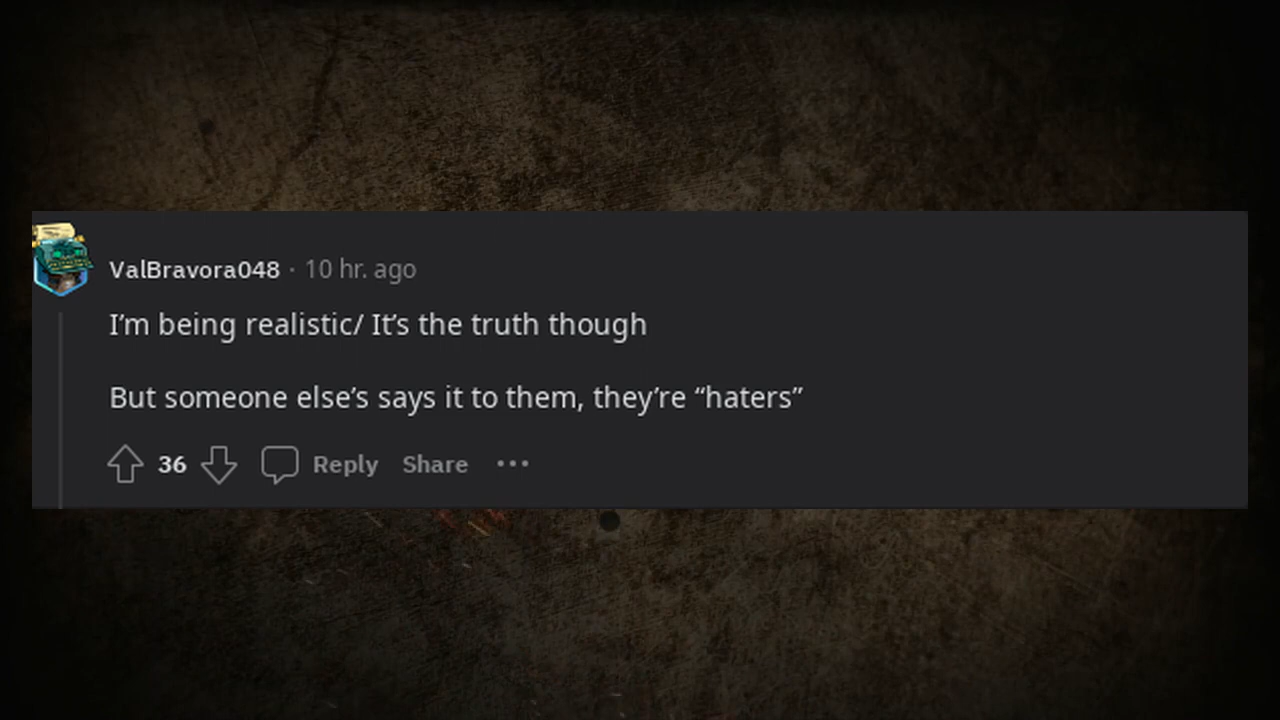 ValBravora048 · 10 hr. ago
I’m being realistic/ It’s the truth though
But someone else’s says it to them, they’re “haters”
36 Reply Share •••